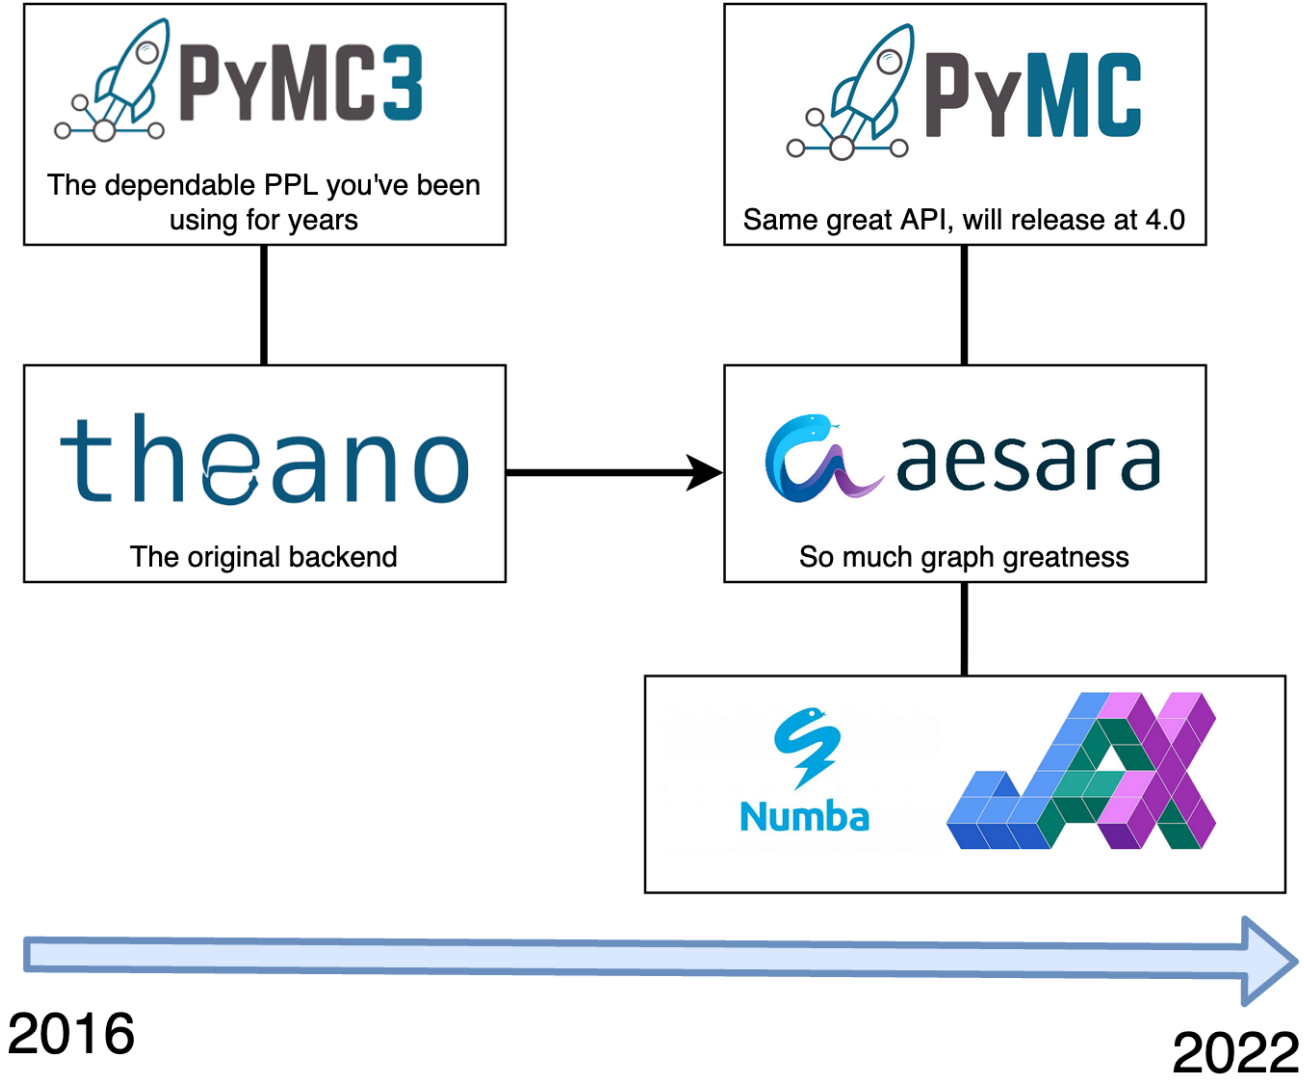 PyMC3
The dependable PPL you've been
using for years
PyMC
Same great API, will release at 4.0
theano
The original backend
aesara
So much graph greatness
Numba
JAX
2016
2022